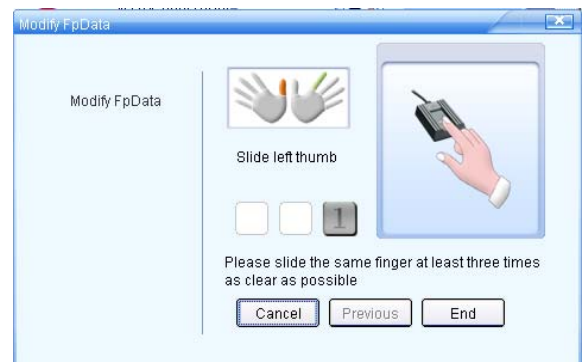 Modify FpData
Modify FpData
Slide left thumb
1
Please slide the same finger at least three times
as clear as possible
Cancel
Previous
End